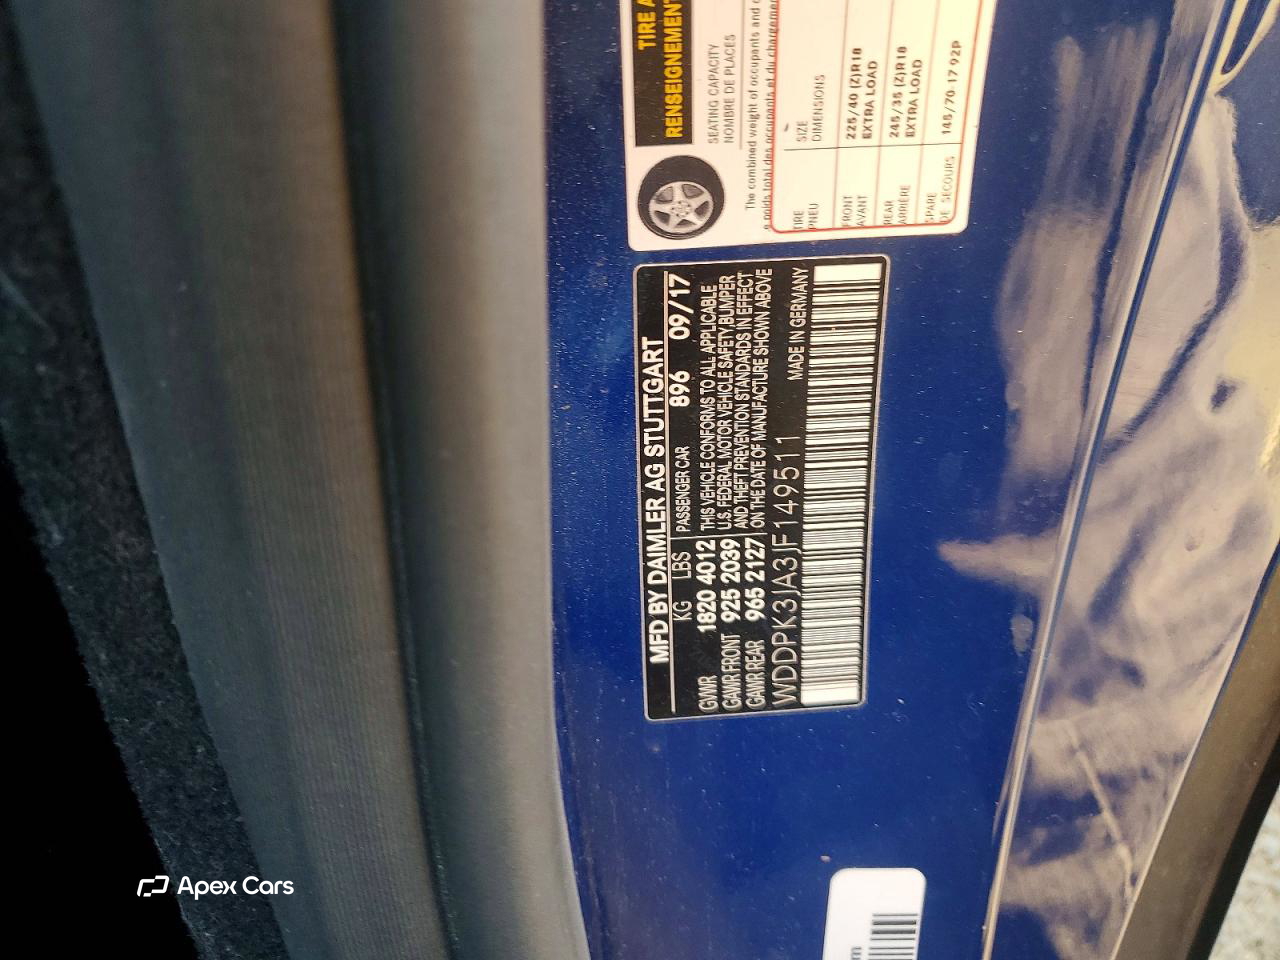 TIRE A
RENSEIGNEMENT
SEATING CAPACITY
NOMBRE DE PLACES
The combined weight of occupants and c
e poids total des occupants et du chargement
TIRE
PNEU
SIZE
DIMENSIONS
FRONT
AVANT
225/40 (Z)R18
EXTRA LOAD
REAR
ARRIÈRE
245/35 (Z)R18
EXTRA LOAD
SPARE
DE SECOURS
145/70-17 92P
MFD BY DAIMLER AG STUTTGART
KG LBS PASSENGER CAR 896 09/17
GVWR 1820 4012
GAWR FRONT 925 2039
GAWR REAR 965 2127
THIS VEHICLE CONFORMS TO ALL APPLICABLE
U.S. FEDERAL MOTOR VEHICLE SAFETY BUMPER
AND THEFT PREVENTION STANDARDS IN EFFECT
ON THE DATE OF MANUFACTURE SHOWN ABOVE
WDDPK3JA3JF149511 MADE IN GERMANY
Apex Cars